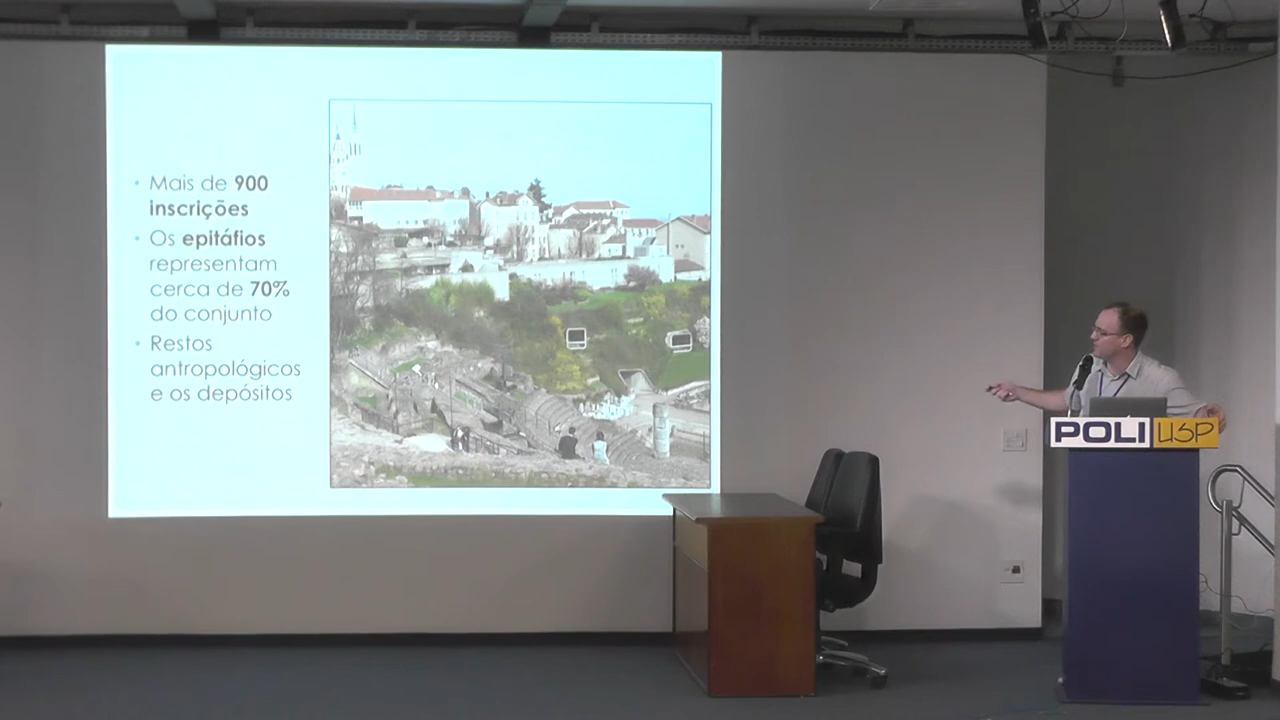 • Mais de 900
inscrições
• Os epitáfios
representam
cerca de 70%
do conjunto
• Restos
antropológicos
e os depósitos
POLI USP